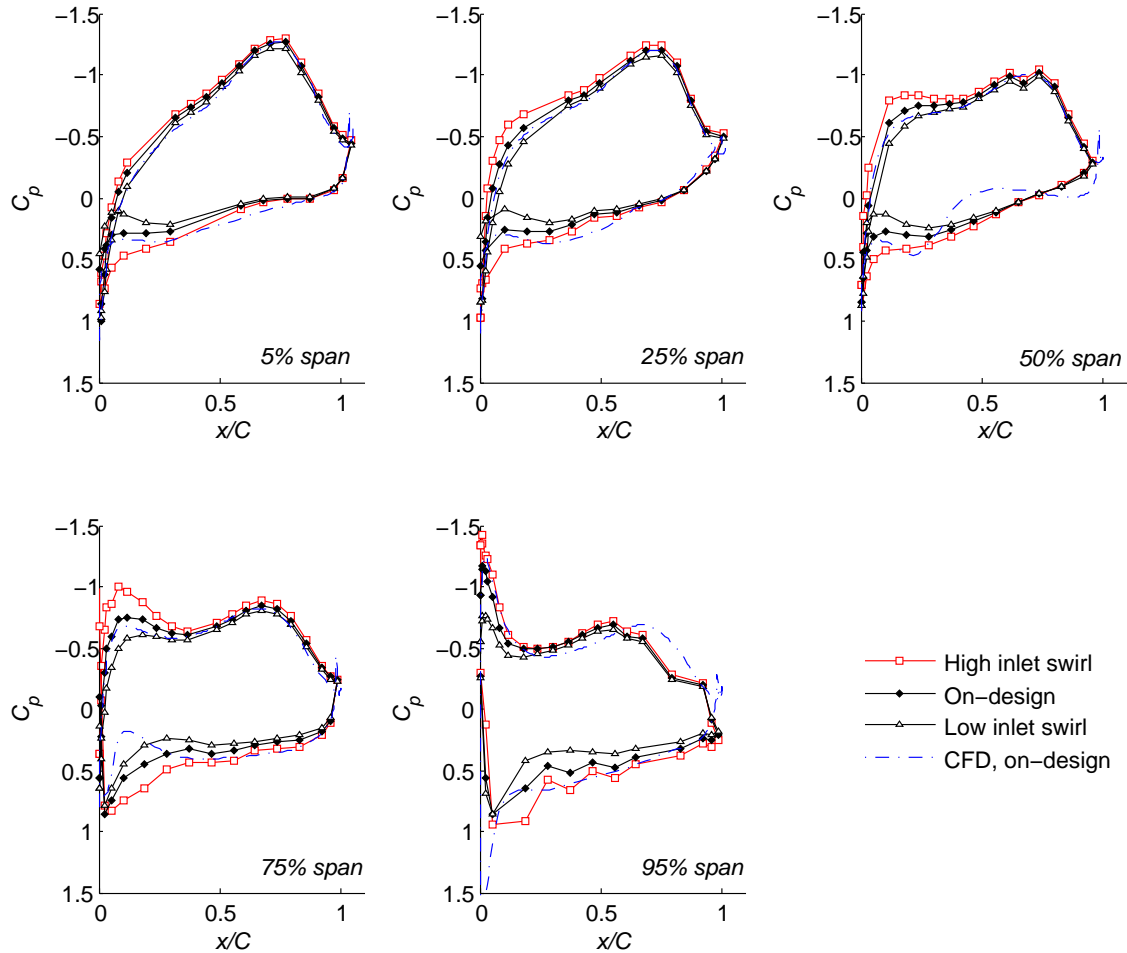 −1.5
−1
−0.5
0
0.5
1
1.5
C_p
0 0.5 1
x/C
5% span
−1.5
−1
−0.5
0
0.5
1
1.5
C_p
0 0.5 1
x/C
25% span
−1.5
−1
−0.5
0
0.5
1
1.5
C_p
0 0.5 1
x/C
50% span
−1.5
−1
−0.5
0
0.5
1
1.5
C_p
0 0.5 1
x/C
75% span
−1.5
−1
−0.5
0
0.5
1
1.5
C_p
0 0.5 1
x/C
95% span
High inlet swirl
On−design
Low inlet swirl
CFD, on−design